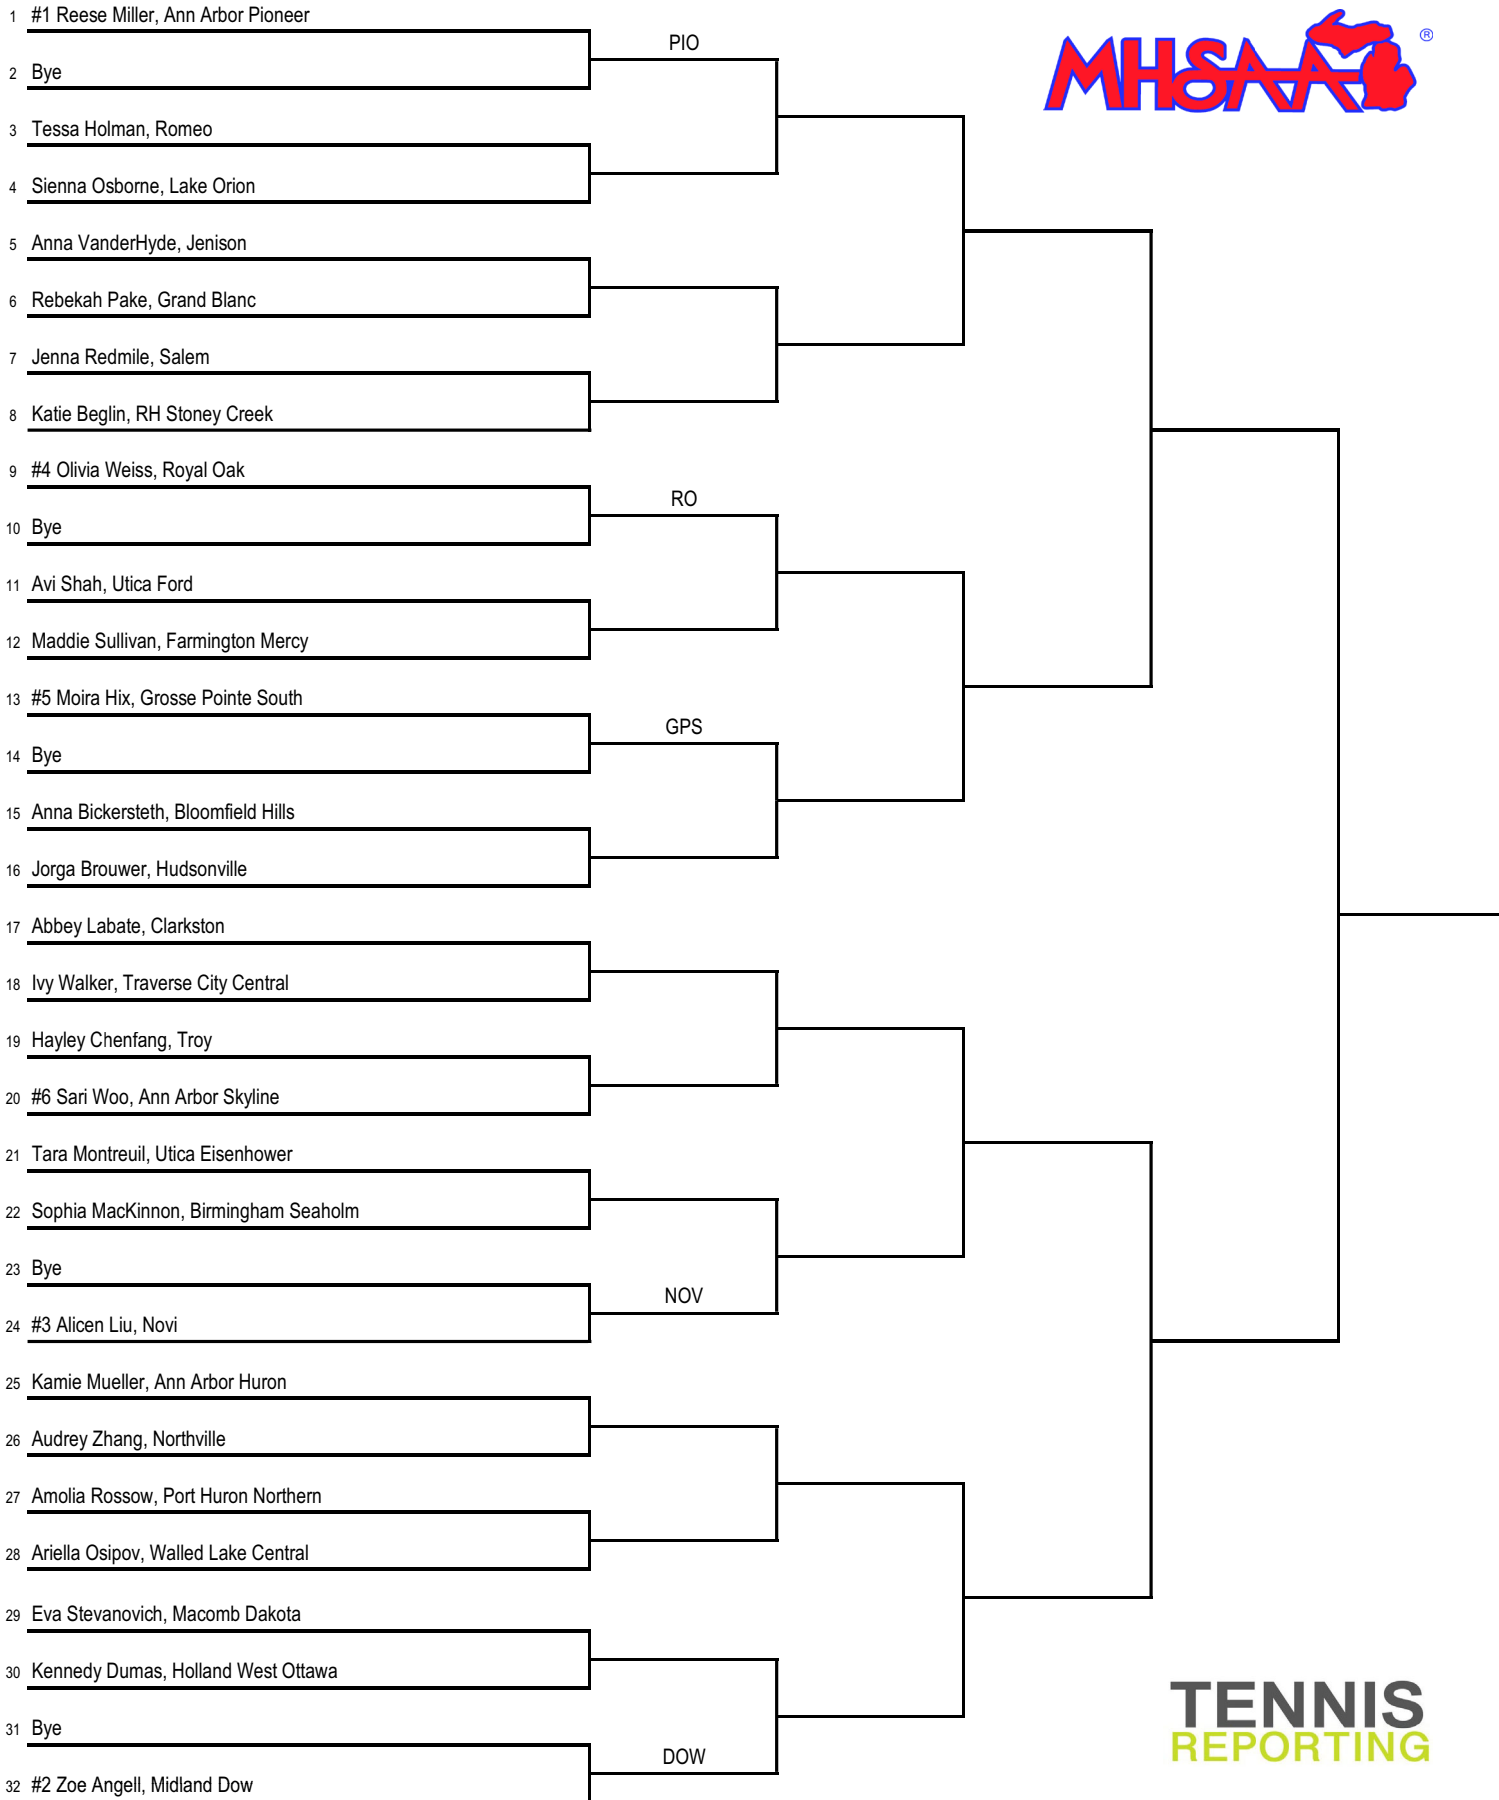 1 #1 Reese Miller, Ann Arbor Pioneer
PIO
MHSAA ®
2 Bye
3 Tessa Holman, Romeo
4 Sienna Osborne, Lake Orion
5 Anna VanderHyde, Jenison
6 Rebekah Pake, Grand Blanc
7 Jenna Redmile, Salem
8 Katie Beglin, RH Stoney Creek
9 #4 Olivia Weiss, Royal Oak
RO
10 Bye
11 Avi Shah, Utica Ford
12 Maddie Sullivan, Farmington Mercy
13 #5 Moira Hix, Grosse Pointe South
GPS
14 Bye
15 Anna Bickersteth, Bloomfield Hills
16 Jorga Brouwer, Hudsonville
17 Abbey Labate, Clarkston
18 Ivy Walker, Traverse City Central
19 Hayley Chenfang, Troy
20 #6 Sari Woo, Ann Arbor Skyline
21 Tara Montreuil, Utica Eisenhower
22 Sophia MacKinnon, Birmingham Seaholm
23 Bye
NOV
24 #3 Alicen Liu, Novi
25 Kamie Mueller, Ann Arbor Huron
26 Audrey Zhang, Northville
27 Amolia Rossow, Port Huron Northern
28 Ariella Osipov, Walled Lake Central
29 Eva Stevanovich, Macomb Dakota
30 Kennedy Dumas, Holland West Ottawa
31 Bye
DOW
32 #2 Zoe Angell, Midland Dow
TENNIS
REPORTING